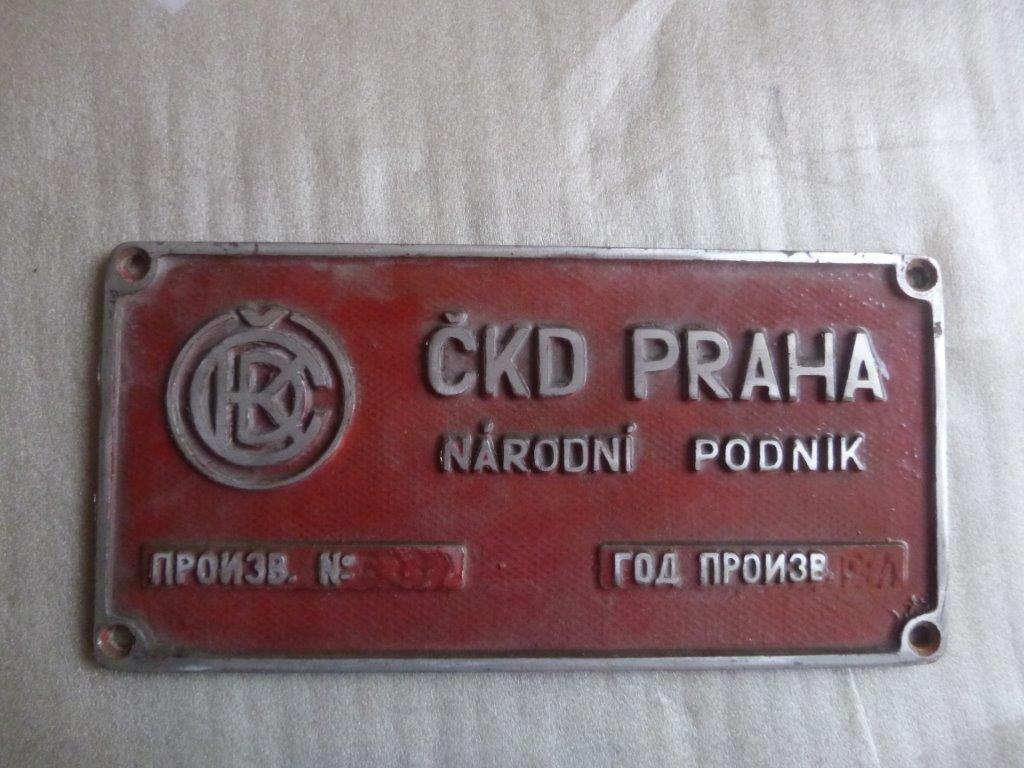 ČKD PRAHA
NÁRODNÍ PODNIK
ПРОИЗВ. №
ГОД ПРОИЗВ.